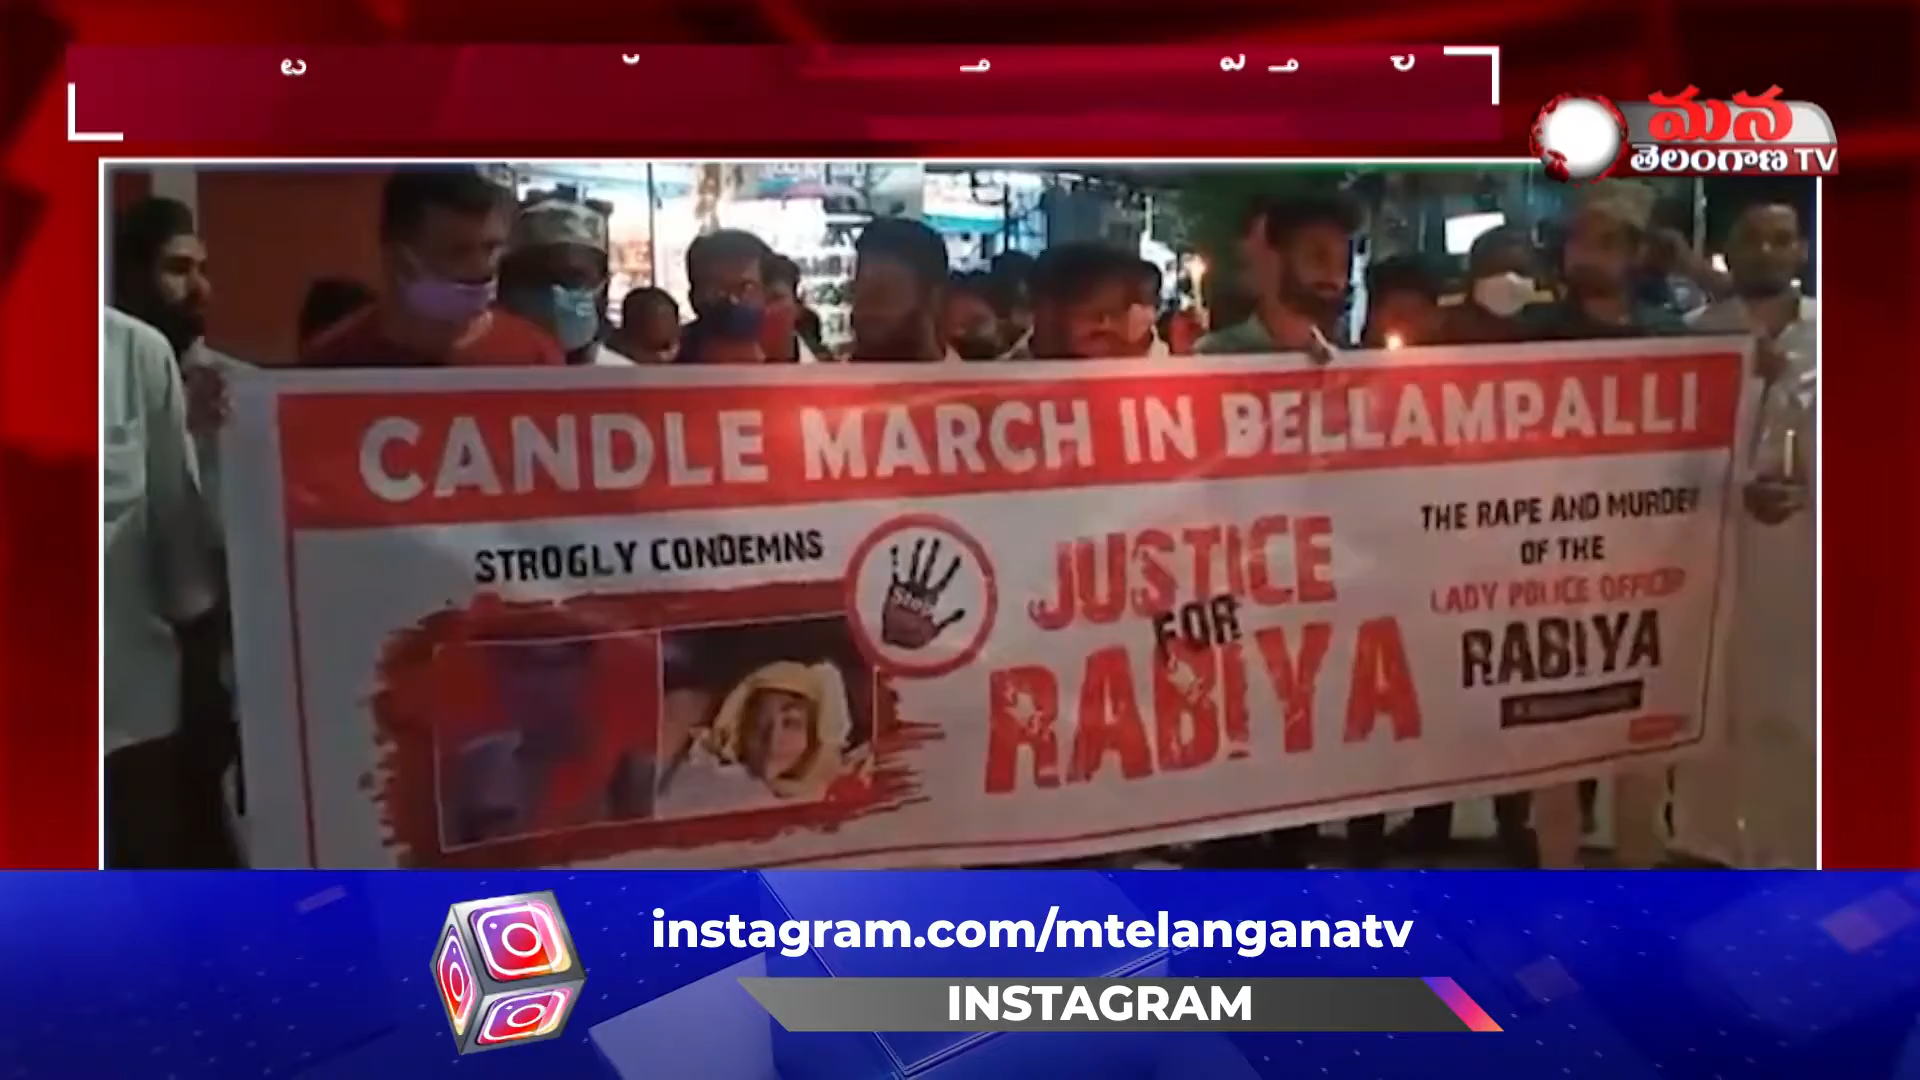 మన
తెలంగాణ TV
CANDLE MARCH IN BELLAMPALLI
STROGLY CONDEMNS
Stop
JUSTICE
FOR
RABIYA
THE RAPE AND MURDER
OF THE
LADY POLICE OFFICER
RABIYA
instagram.com/mtelanganatv
INSTAGRAM